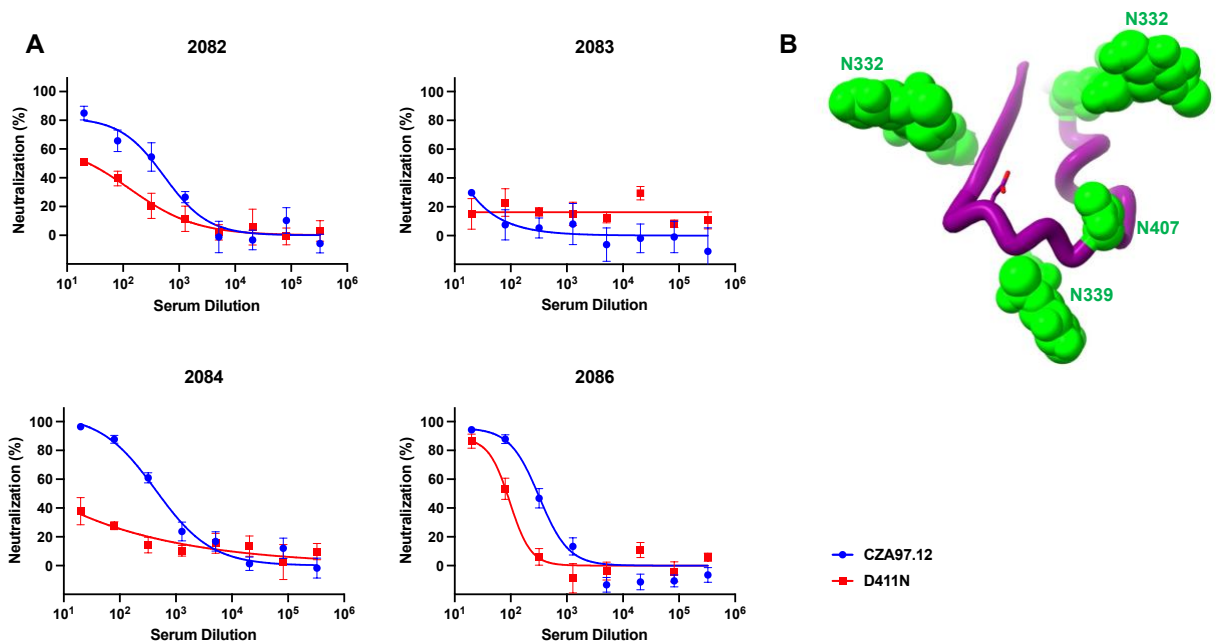 A
B
2082
Neutralization (%)
100
80
60
40
20
0
10¹ 10² 10³ 10⁴ 10⁵ 10⁶
Serum Dilution
2083
Neutralization (%)
100
80
60
40
20
0
10¹ 10² 10³ 10⁴ 10⁵ 10⁶
Serum Dilution
N332
N332
N407
N339
2084
Neutralization (%)
100
80
60
40
20
0
10¹ 10² 10³ 10⁴ 10⁵ 10⁶
Serum Dilution
2086
Neutralization (%)
100
80
60
40
20
0
10¹ 10² 10³ 10⁴ 10⁵ 10⁶
Serum Dilution
CZA97.12
D411N